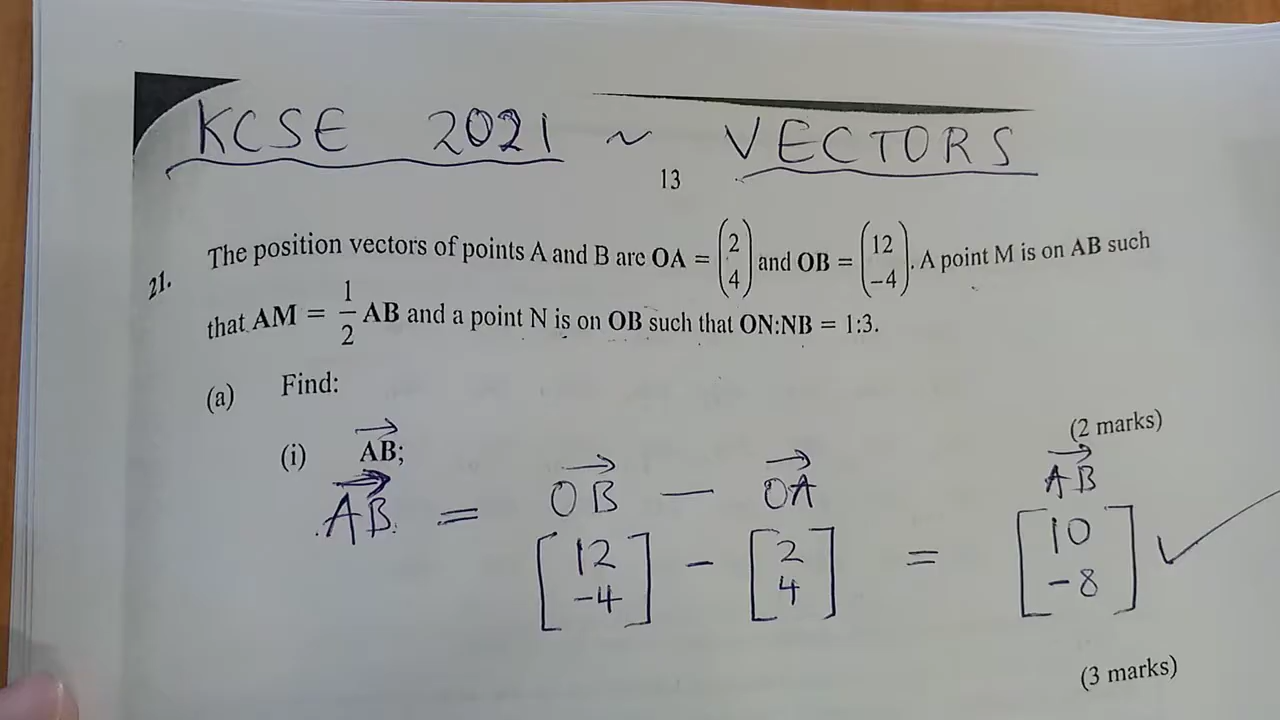 KCSE 2021 ~ VECTORS
13
21. The position vectors of points A and B are OA = (2 4) and OB = (12 -4). A point M is on AB such
that AM = 1/2 AB and a point N is on OB such that ON:NB = 1:3.
(a) Find:
(i) AB; (2 marks)
AB = OB - OA AB
[12 -4] - [2 4] = [10 -8] ✓
(3 marks)